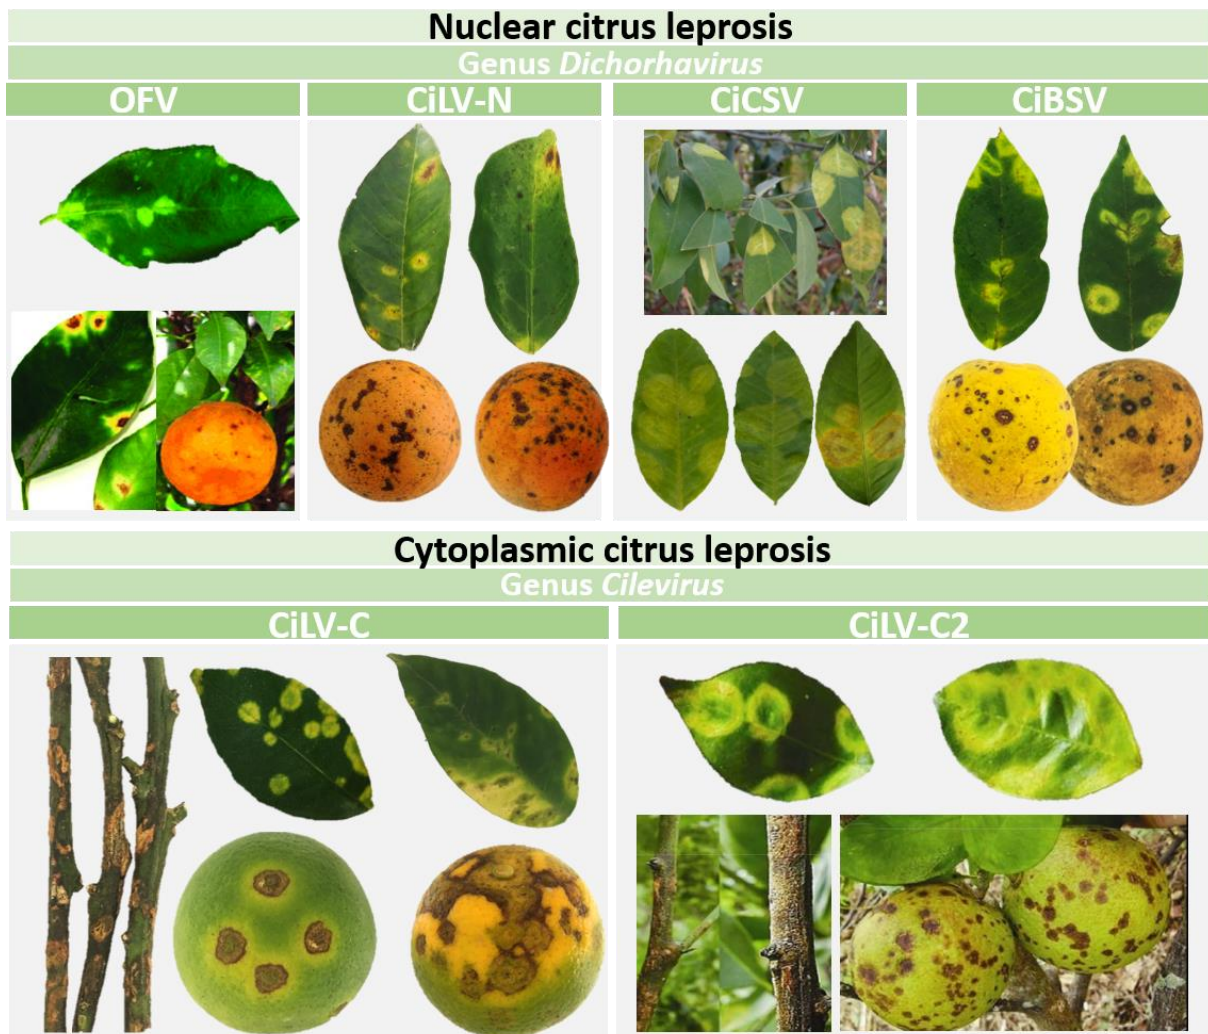 Nuclear citrus leprosis
Genus Dichorhavirus
OFV
CiLV-N
CiCSV
CiBSV
Cytoplasmic citrus leprosis
Genus Cilevirus
CiLV-C
CiLV-C2